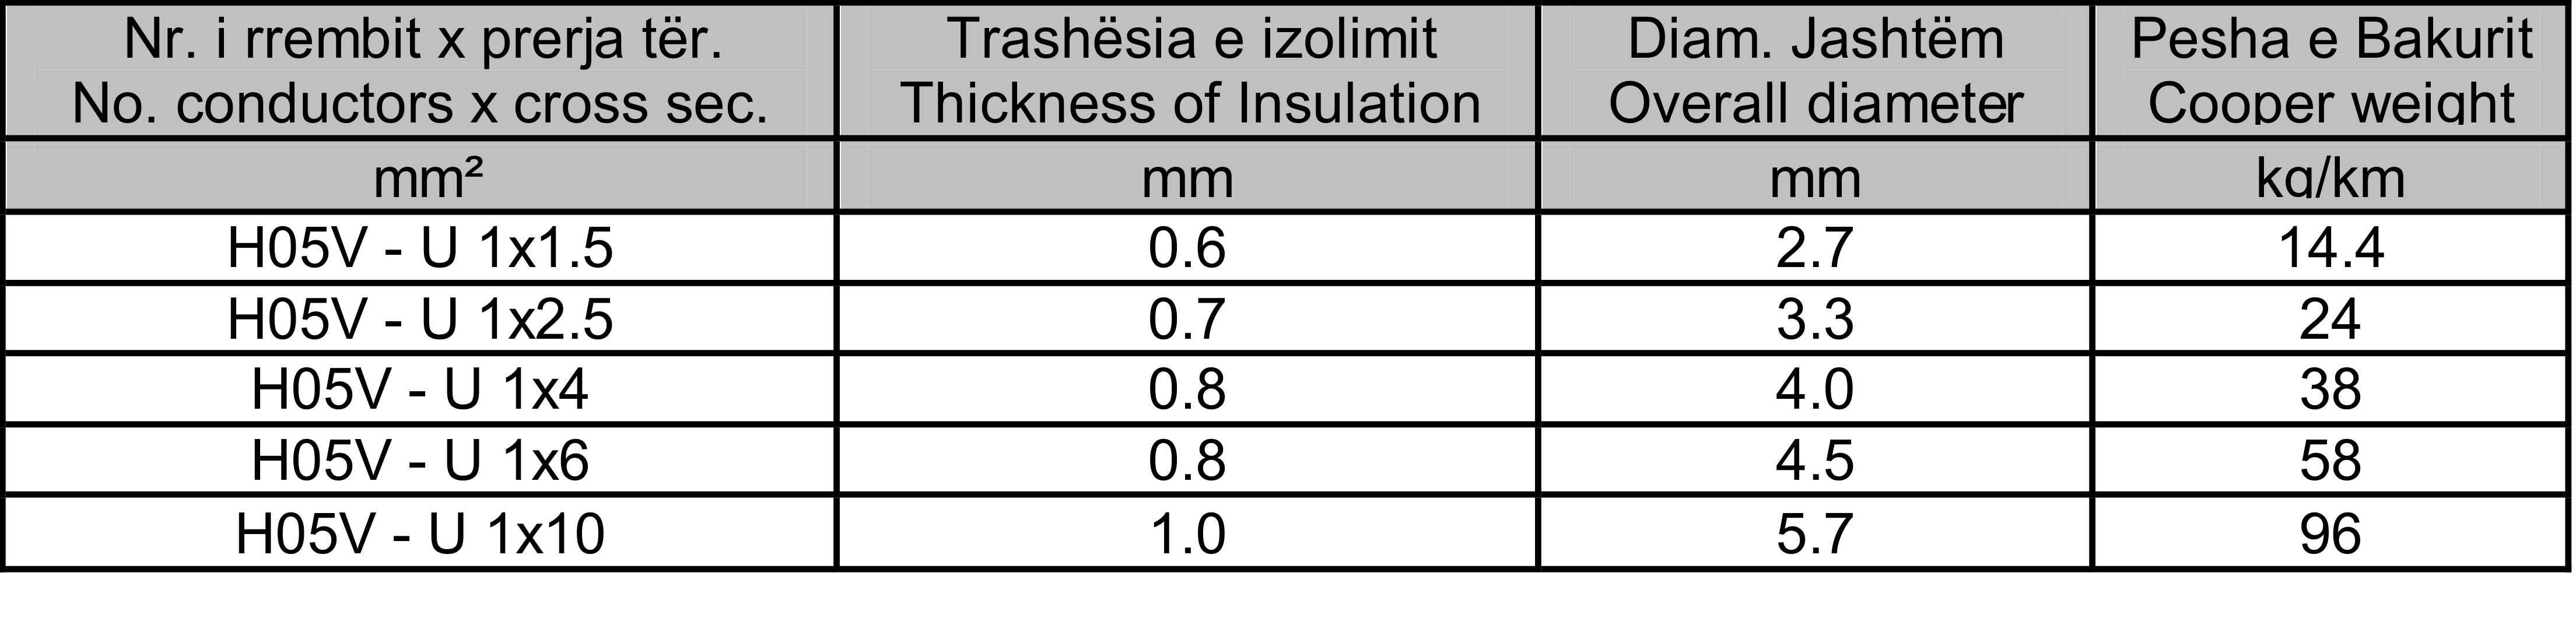 Nr. i rrembit x prerja tër. Trashësia e izolimit Diam. Jashtëm Pesha e Bakurit
No. conductors x cross sec. Thickness of Insulation Overall diameter Cooper weight
mm² mm mm kg/km
H05V - U 1x1.5 0.6 2.7 14.4
H05V - U 1x2.5 0.7 3.3 24
H05V - U 1x4 0.8 4.0 38
H05V - U 1x6 0.8 4.5 58
H05V - U 1x10 1.0 5.7 96